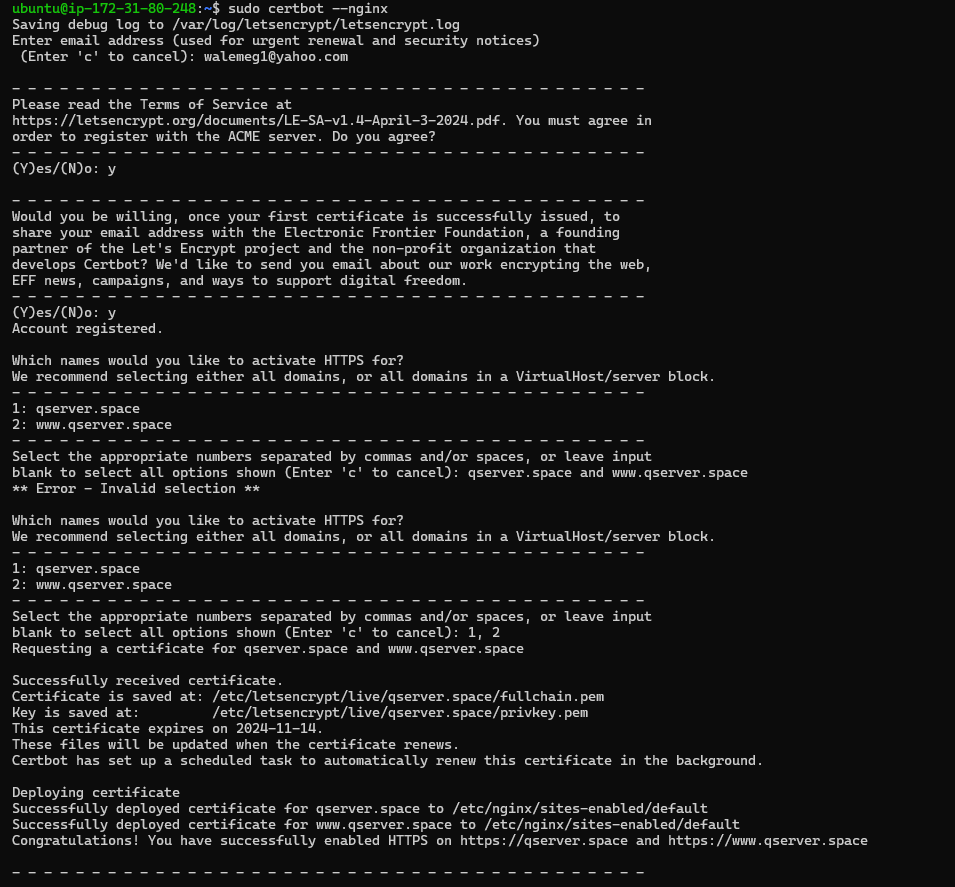 ubuntu@ip-172-31-80-248:~$ sudo certbot --nginx
Saving debug log to /var/log/letsencrypt/letsencrypt.log
Enter email address (used for urgent renewal and security notices)
 (Enter 'c' to cancel): walemeg1@yahoo.com

- - - - - - - - - - - - - - - - - - - - - - - - - - - - - - - - - - - - - - - -
Please read the Terms of Service at
https://letsencrypt.org/documents/LE-SA-v1.4-April-3-2024.pdf. You must agree in
order to register with the ACME server. Do you agree?
- - - - - - - - - - - - - - - - - - - - - - - - - - - - - - - - - - - - - - - -
(Y)es/(N)o: y

- - - - - - - - - - - - - - - - - - - - - - - - - - - - - - - - - - - - - - - -
Would you be willing, once your first certificate is successfully issued, to
share your email address with the Electronic Frontier Foundation, a founding
partner of the Let's Encrypt project and the non-profit organization that
develops Certbot? We'd like to send you email about our work encrypting the web,
EFF news, campaigns, and ways to support digital freedom.
- - - - - - - - - - - - - - - - - - - - - - - - - - - - - - - - - - - - - - - -
(Y)es/(N)o: y
Account registered.

Which names would you like to activate HTTPS for?
We recommend selecting either all domains, or all domains in a VirtualHost/server block.
- - - - - - - - - - - - - - - - - - - - - - - - - - - - - - - - - - - - - - - -
1: qserver.space
2: www.qserver.space
- - - - - - - - - - - - - - - - - - - - - - - - - - - - - - - - - - - - - - - -
Select the appropriate numbers separated by commas and/or spaces, or leave input
blank to select all options shown (Enter 'c' to cancel): qserver.space and www.qserver.space
** Error - Invalid selection **

Which names would you like to activate HTTPS for?
We recommend selecting either all domains, or all domains in a VirtualHost/server block.
- - - - - - - - - - - - - - - - - - - - - - - - - - - - - - - - - - - - - - - -
1: qserver.space
2: www.qserver.space
- - - - - - - - - - - - - - - - - - - - - - - - - - - - - - - - - - - - - - - -
Select the appropriate numbers separated by commas and/or spaces, or leave input
blank to select all options shown (Enter 'c' to cancel): 1, 2
Requesting a certificate for qserver.space and www.qserver.space

Successfully received certificate.
Certificate is saved at: /etc/letsencrypt/live/qserver.space/fullchain.pem
Key is saved at:         /etc/letsencrypt/live/qserver.space/privkey.pem
This certificate expires on 2024-11-14.
These files will be updated when the certificate renews.
Certbot has set up a scheduled task to automatically renew this certificate in the background.

Deploying certificate
Successfully deployed certificate for qserver.space to /etc/nginx/sites-enabled/default
Successfully deployed certificate for www.qserver.space to /etc/nginx/sites-enabled/default
Congratulations! You have successfully enabled HTTPS on https://qserver.space and https://www.qserver.space

- - - - - - - - - - - - - - - - - - - - - - - - - - - - - - - - - - - - - - - -